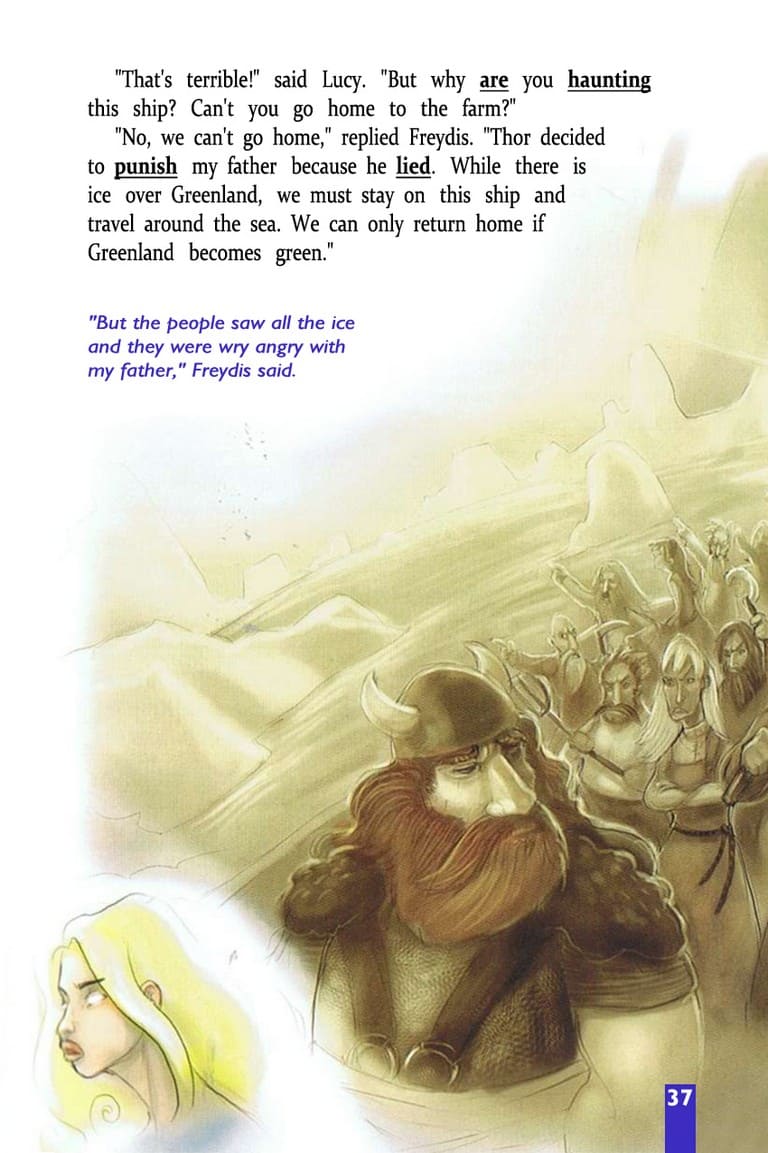 "That's terrible!" said Lucy. "But why are you haunting
this ship? Can't you go home to the farm?"
"No, we can't go home," replied Freydis. "Thor decided
to punish my father because he lied. While there is
ice over Greenland, we must stay on this ship and
travel around the sea. We can only return home if
Greenland becomes green."
"But the people saw all the ice
and they were wry angry with
my father," Freydis said.
37